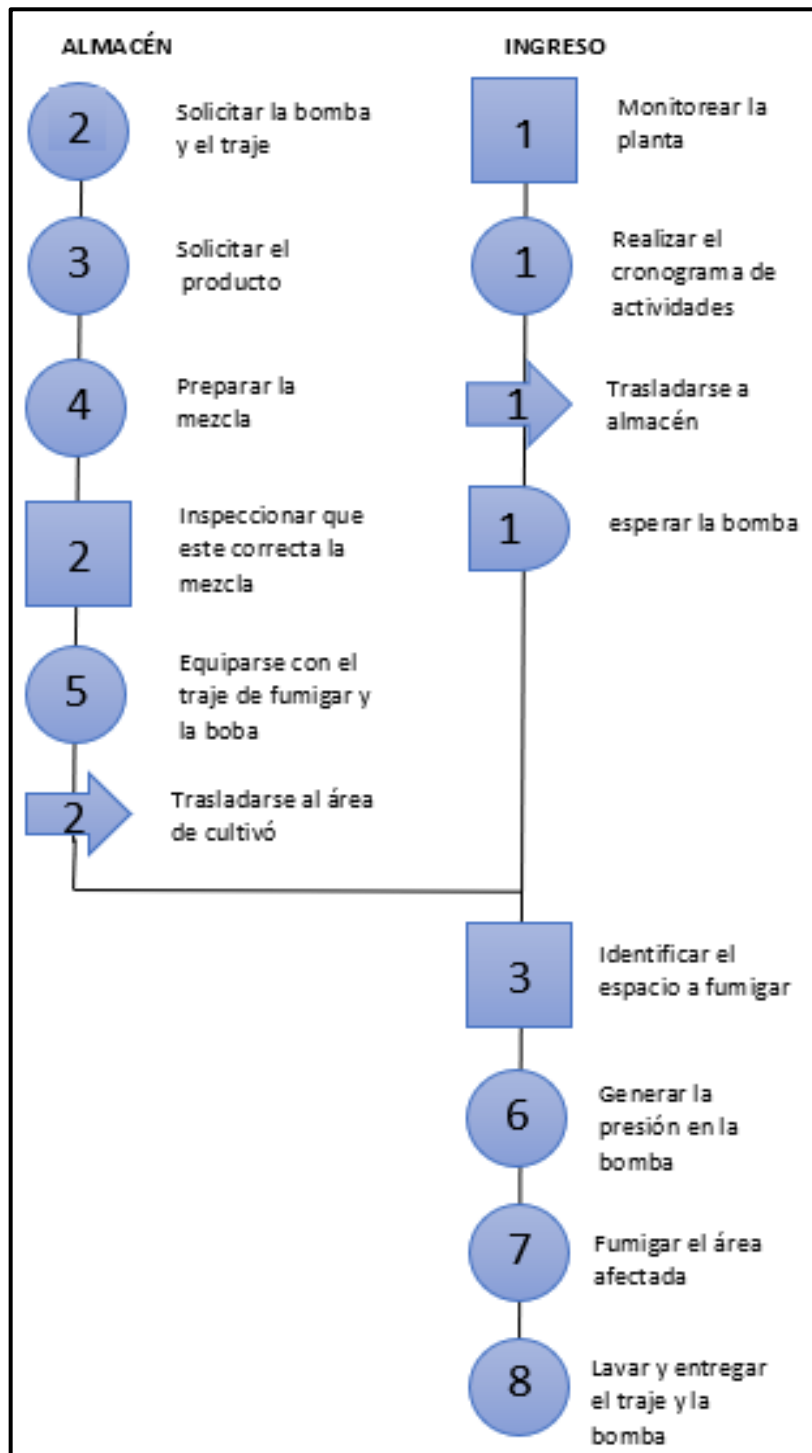 ALMACÉN
2
Solicitar la bomba
y el traje
3
Solicitar el
producto
4
Preparar la
mezcla
2
Inspeccionar que
este correcta la
mezcla
5
Equiparse con el
traje de fumigar y
la boba
2
Trasladarse al área
de cultivó
INGRESO
1
Monitorear la
planta
1
Realizar el
cronograma de
actividades
1
Trasladarse a
almacén
1
esperar la bomba
3
Identificar el
espacio a fumigar
6
Generar la
presión en la
bomba
7
Fumigar el área
afectada
8
Lavar y entregar
el traje y la
bomba